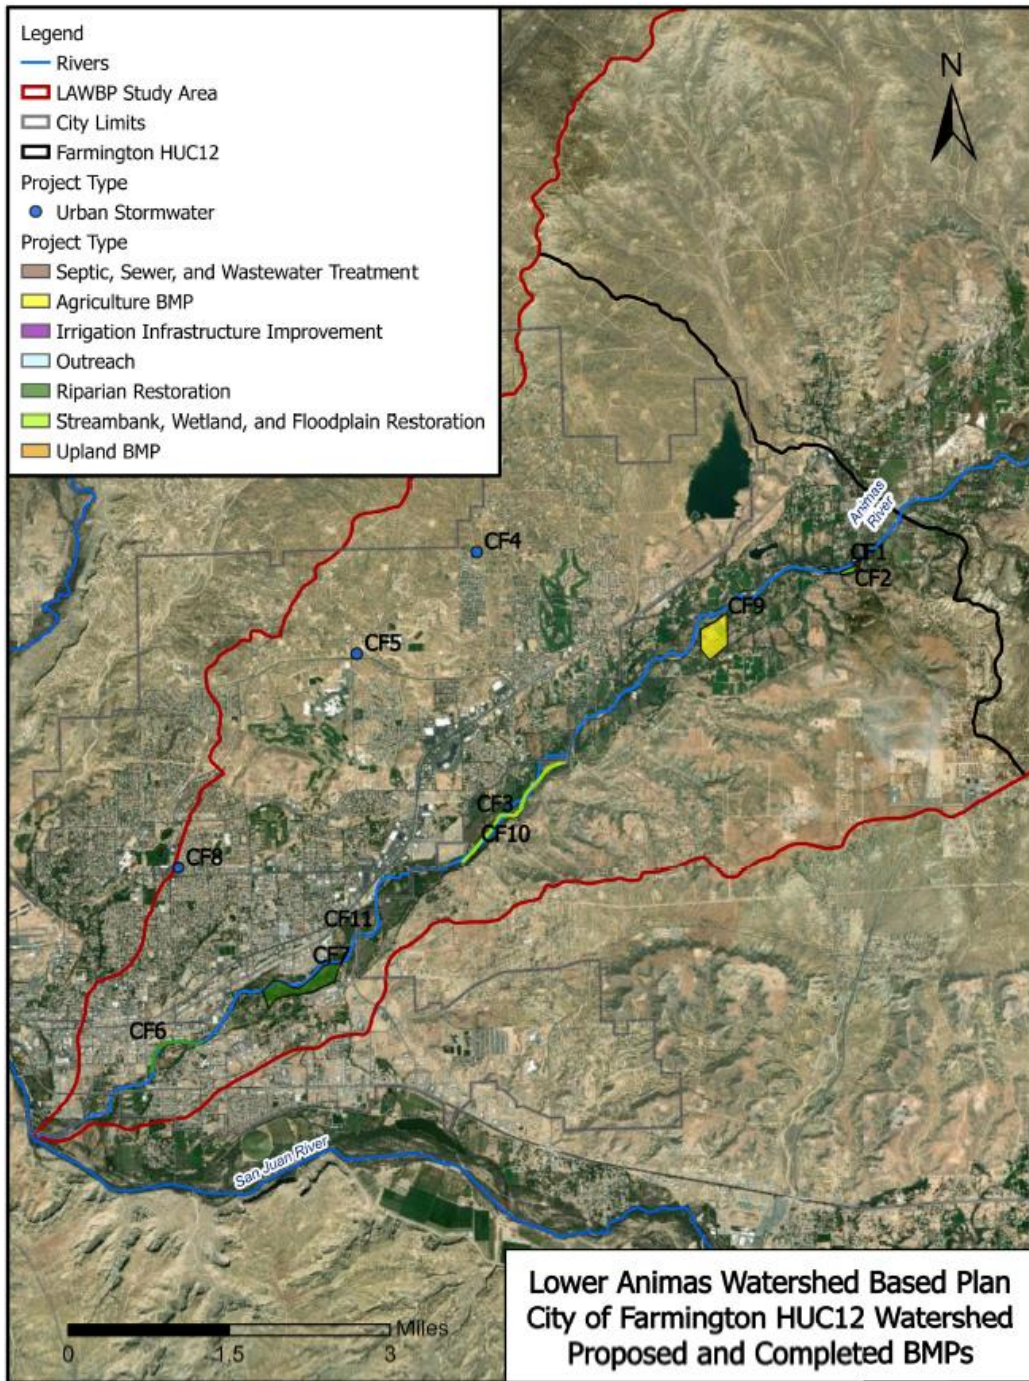 Legend
Rivers
LAWBP Study Area
City Limits
Farmington HUC12
Project Type
Urban Stormwater
Project Type
Septic, Sewer, and Wastewater Treatment
Agriculture BMP
Irrigation Infrastructure Improvement
Outreach
Riparian Restoration
Streambank, Wetland, and Floodplain Restoration
Upland BMP
N
Animas
River
CF1
CF2
CF4
CF9
CF5
CF3
CF10
CF8
CF11
CF7
CF6
San Juan River
Miles
0 1.5 3
Lower Animas Watershed Based Plan
City of Farmington HUC12 Watershed
Proposed and Completed BMPs